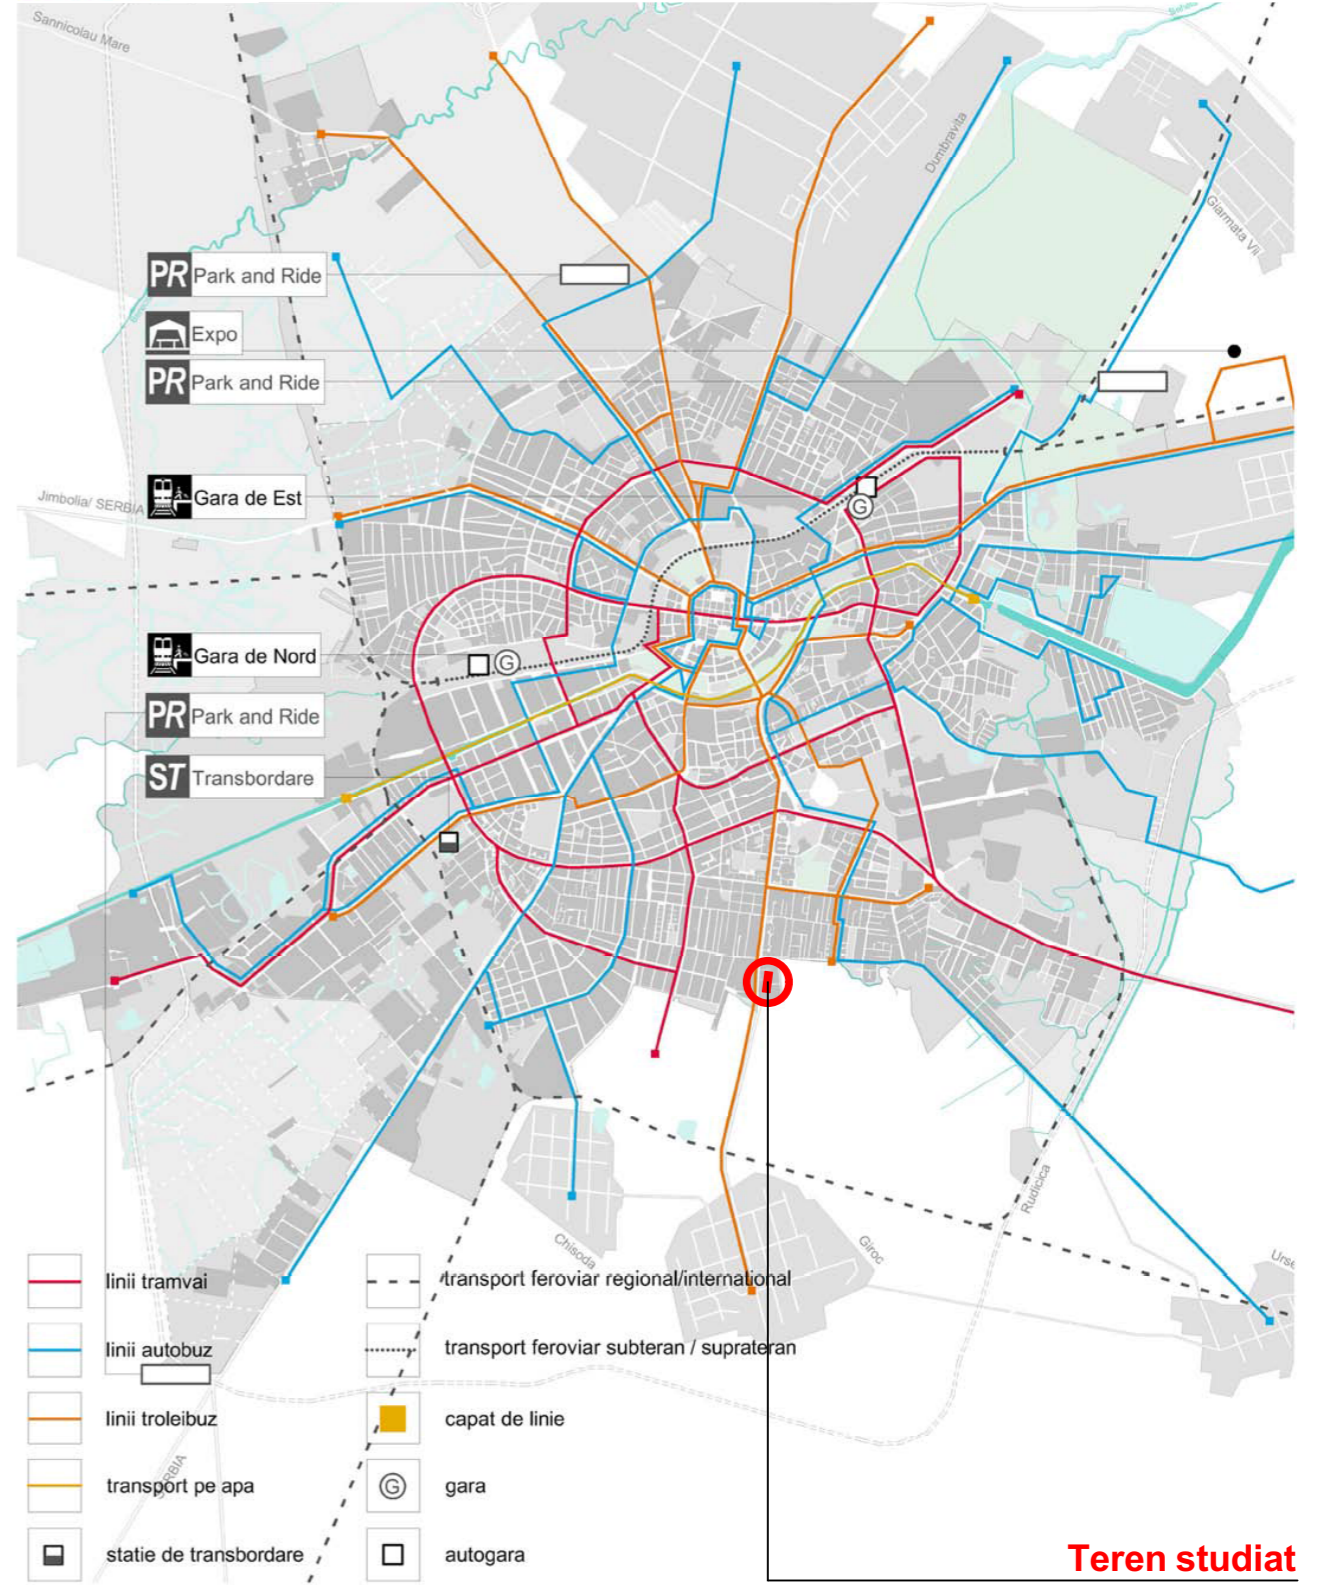 Sannicolau Mare
Dumbravita
Giarmata Vii
PR Park and Ride
Expo
PR Park and Ride
Gara de Est
Jimbolia/ SERBIA
G
Gara de Nord
G
PR Park and Ride
ST Transbordare
Rudicica
Chisoda
Giroc
Urse
linii tramvai
transport feroviar regional/international
linii autobuz
transport feroviar subteran / suprateran
linii troleibuz
capat de linie
SERBIA
transport pe apa
G
gara
statie de transbordare
autogara
Teren studiat